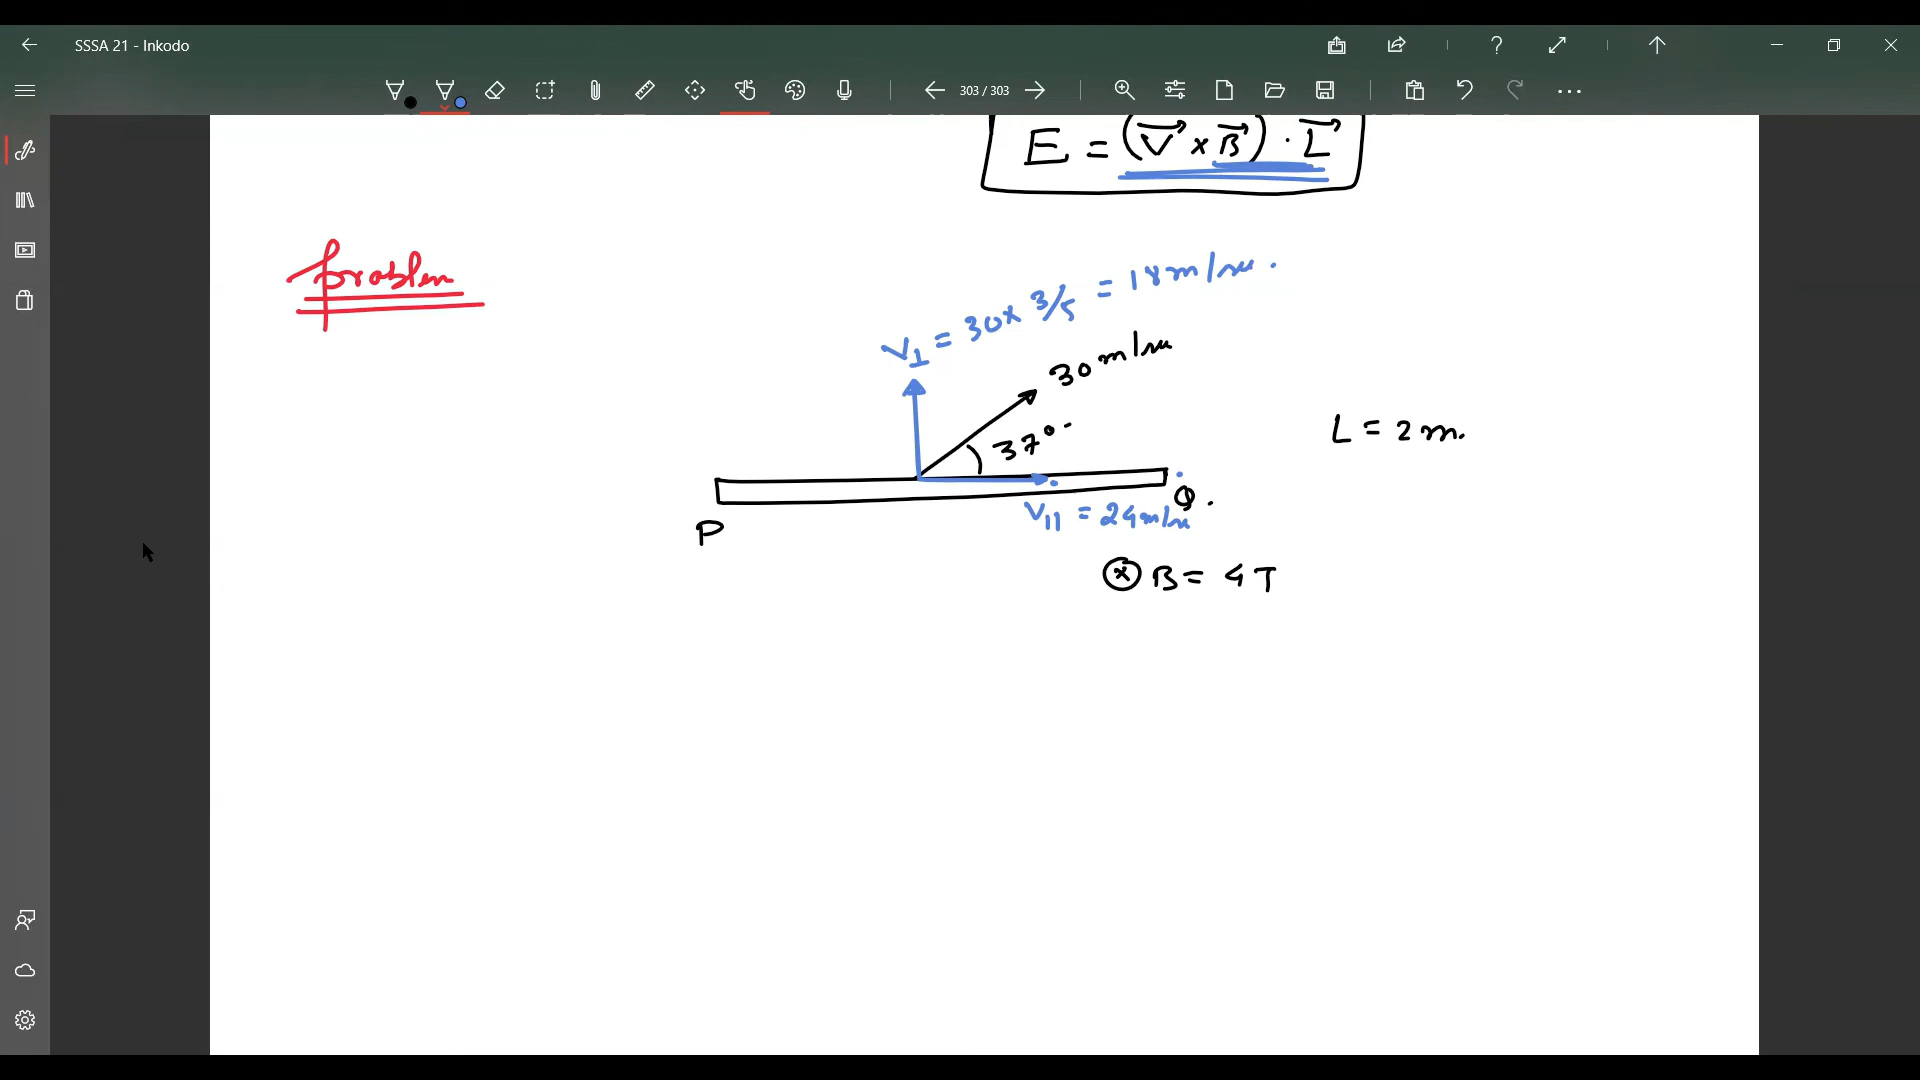 SSSA 21 - Inkodo
303 / 303
E = (V × B) · L
problem
V⊥ = 30 × 3/5 = 18 m/sec.
30 m/sec
37°
L = 2 m.
P
Q.
V|| = 24 m/sec
⊗ B = 4 T